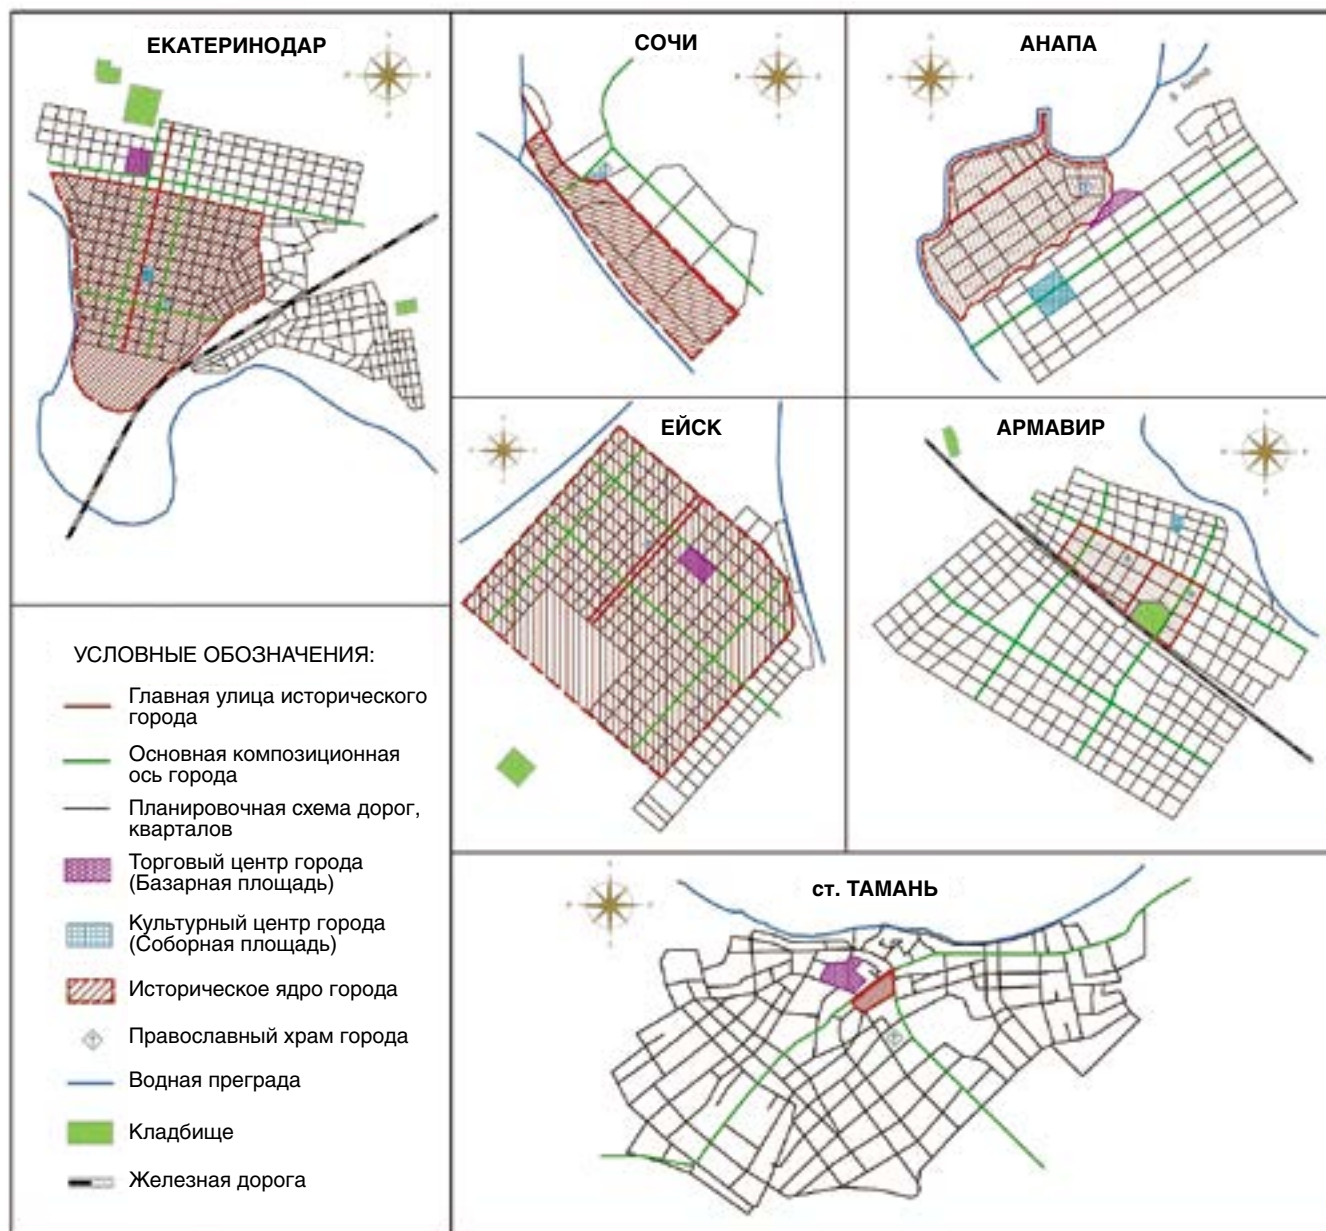 ЕКАТЕРИНОДАР
СОЧИ
АНАПА
р. Анапка
ЕЙСК
АРМАВИР
УСЛОВНЫЕ ОБОЗНАЧЕНИЯ:
Главная улица исторического
города
Основная композиционная
ось города
Планировочная схема дорог,
кварталов
Торговый центр города
(Базарная площадь)
Культурный центр города
(Соборная площадь)
Историческое ядро города
Православный храм города
Водная преграда
Кладбище
Железная дорога
ст. ТАМАНЬ